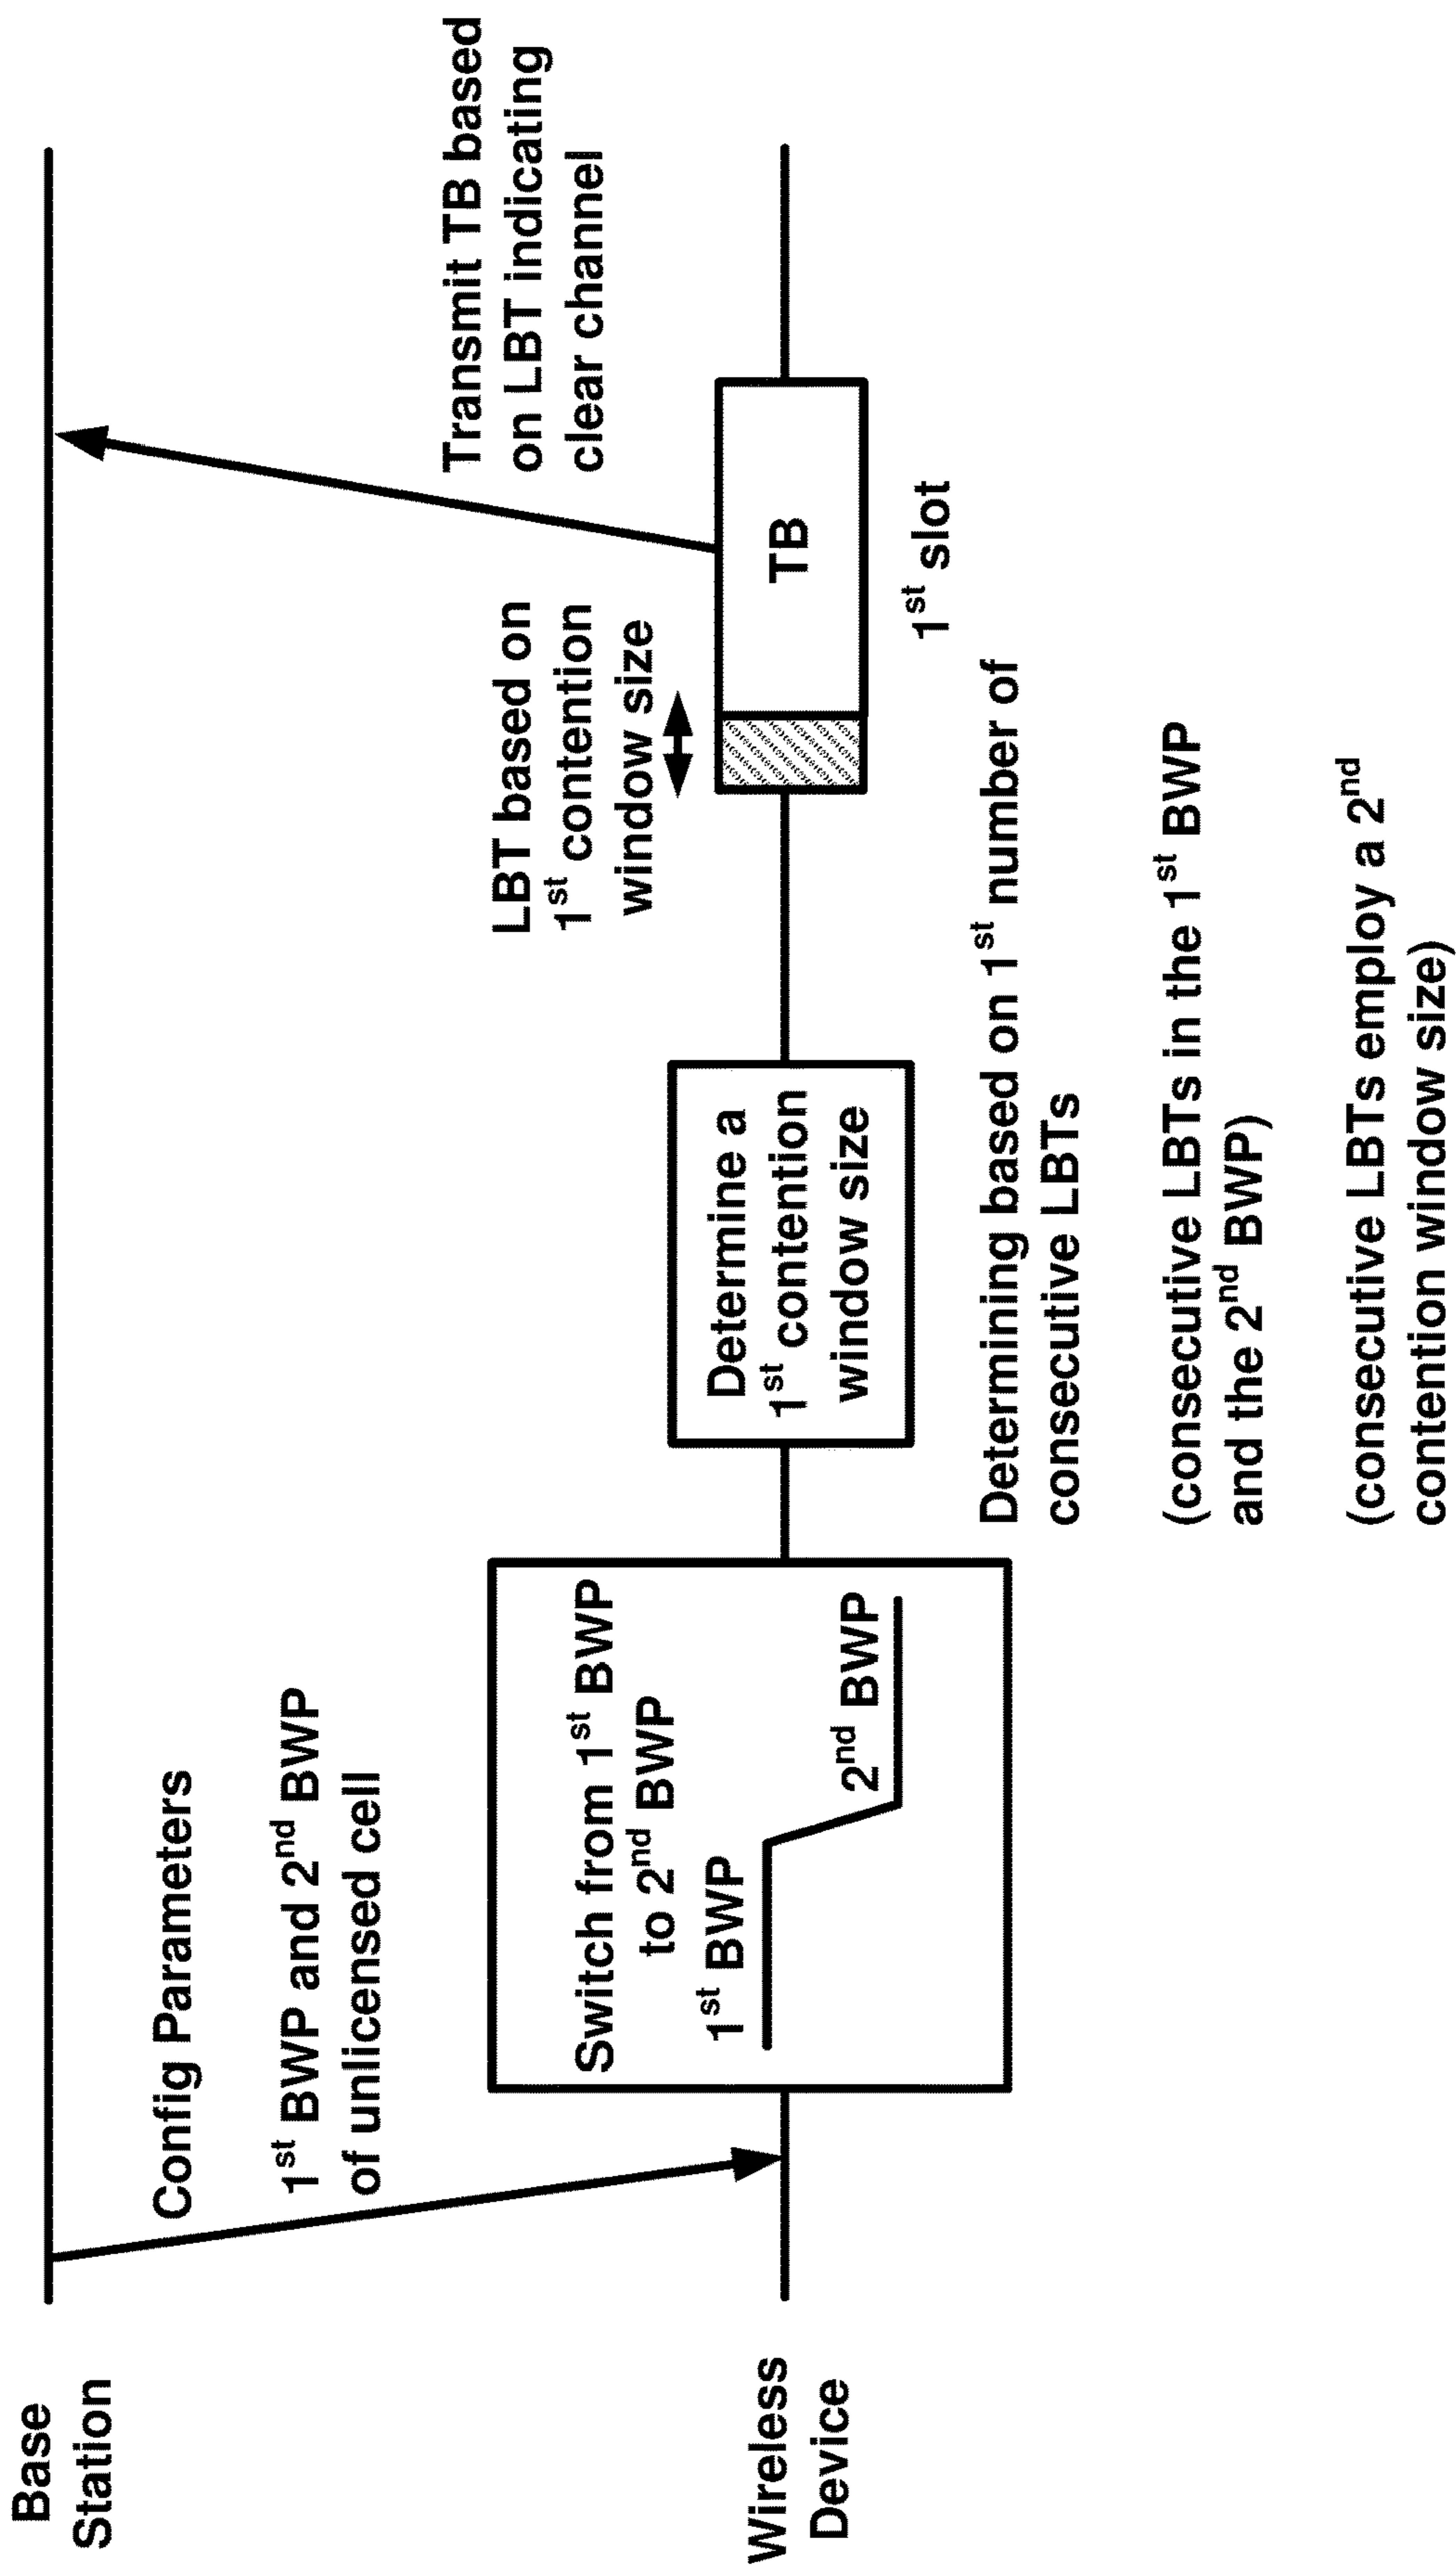 Base
Station
Config Parameters
1st BWP and 2nd BWP
of unlicensed cell
Transmit TB based
on LBT indicating
clear channel
LBT based on
1st contention
window size
Wireless
Device
Switch from 1st BWP
to 2nd BWP
1st BWP
2nd BWP
Determine a
1st contention
window size
TB
1st slot
Determining based on 1st number of
consecutive LBTs
(consecutive LBTs in the 1st BWP
and the 2nd BWP)
(consecutive LBTs employ a 2nd
contention window size)